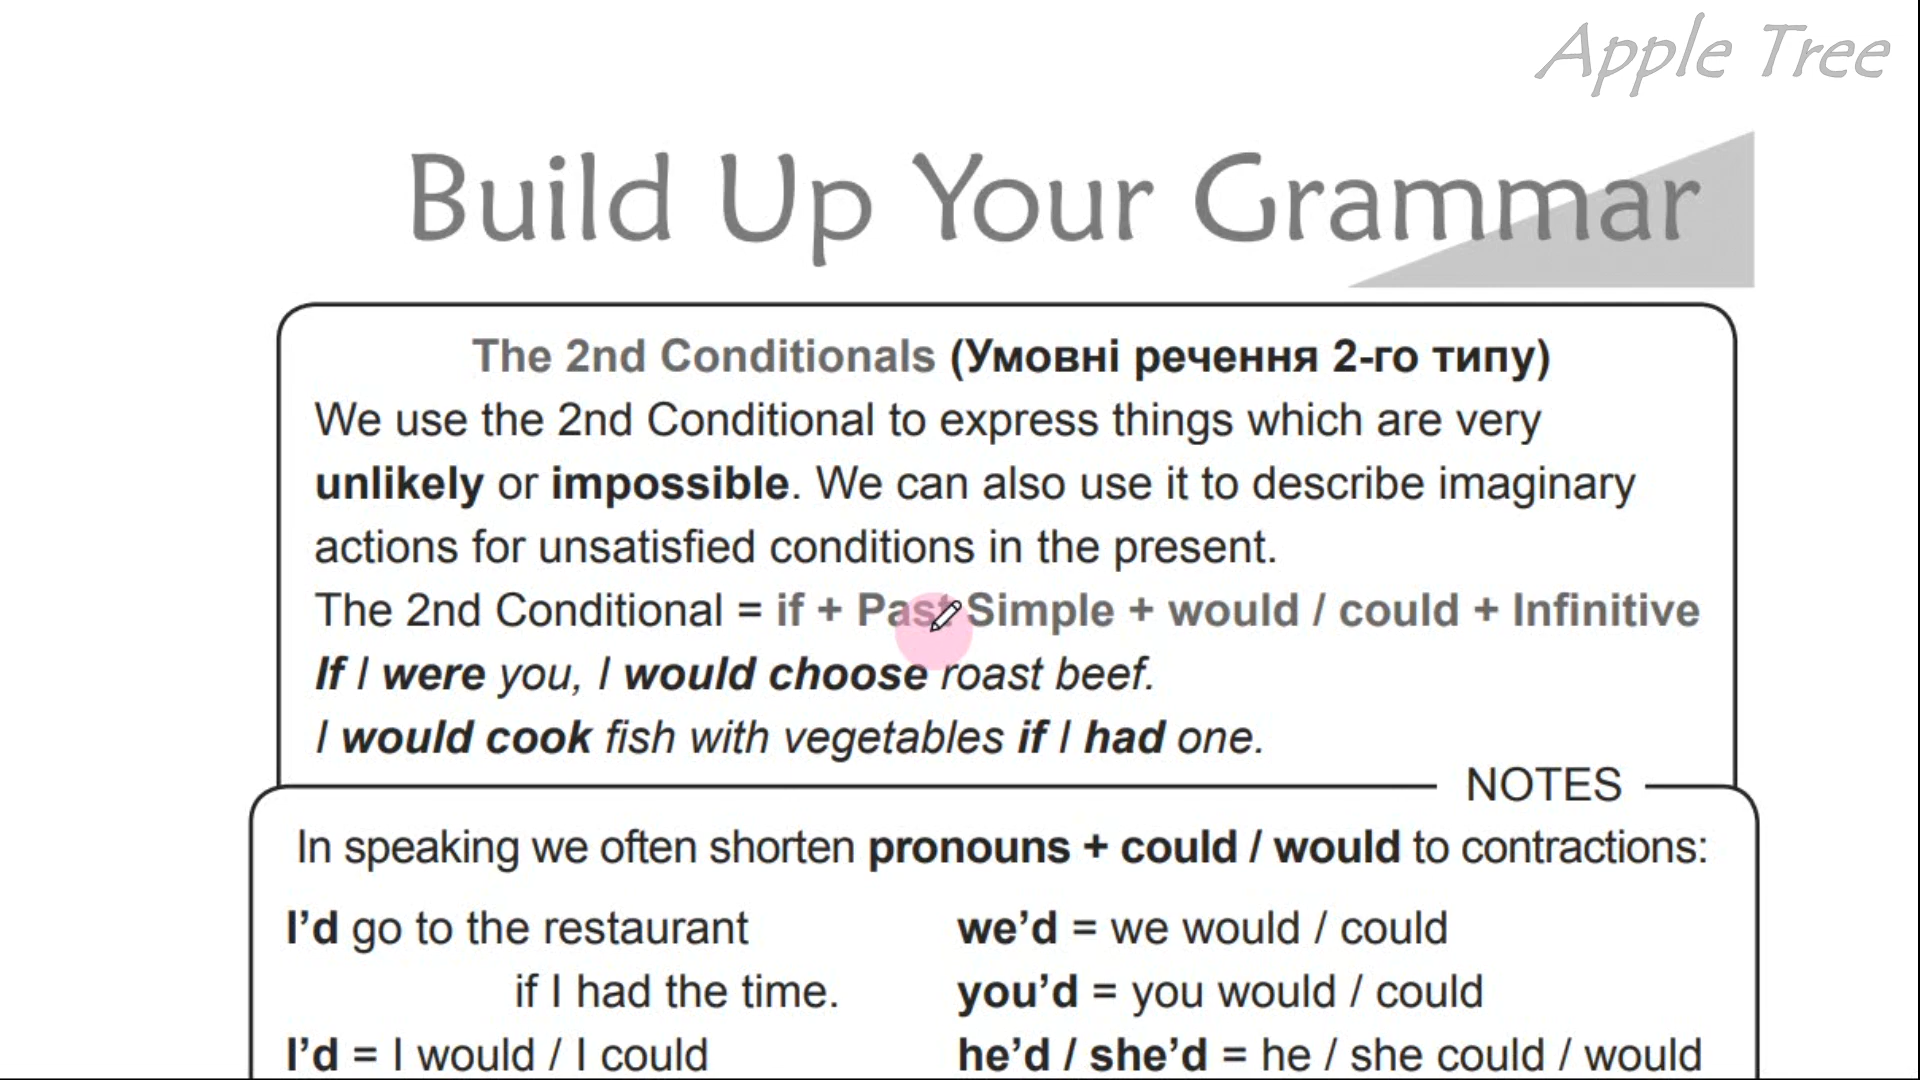 Apple Tree
Build Up Your Grammar
The 2nd Conditionals (Умовні речення 2-го типу)
We use the 2nd Conditional to express things which are very
unlikely or impossible. We can also use it to describe imaginary
actions for unsatisfied conditions in the present.
The 2nd Conditional = if + Past Simple + would / could + Infinitive
If I were you, I would choose roast beef.
I would cook fish with vegetables if I had one.
NOTES
In speaking we often shorten pronouns + could / would to contractions:
I’d go to the restaurant
if I had the time.
I’d = I would / I could
we’d = we would / could
you’d = you would / could
he’d / she’d = he / she could / would